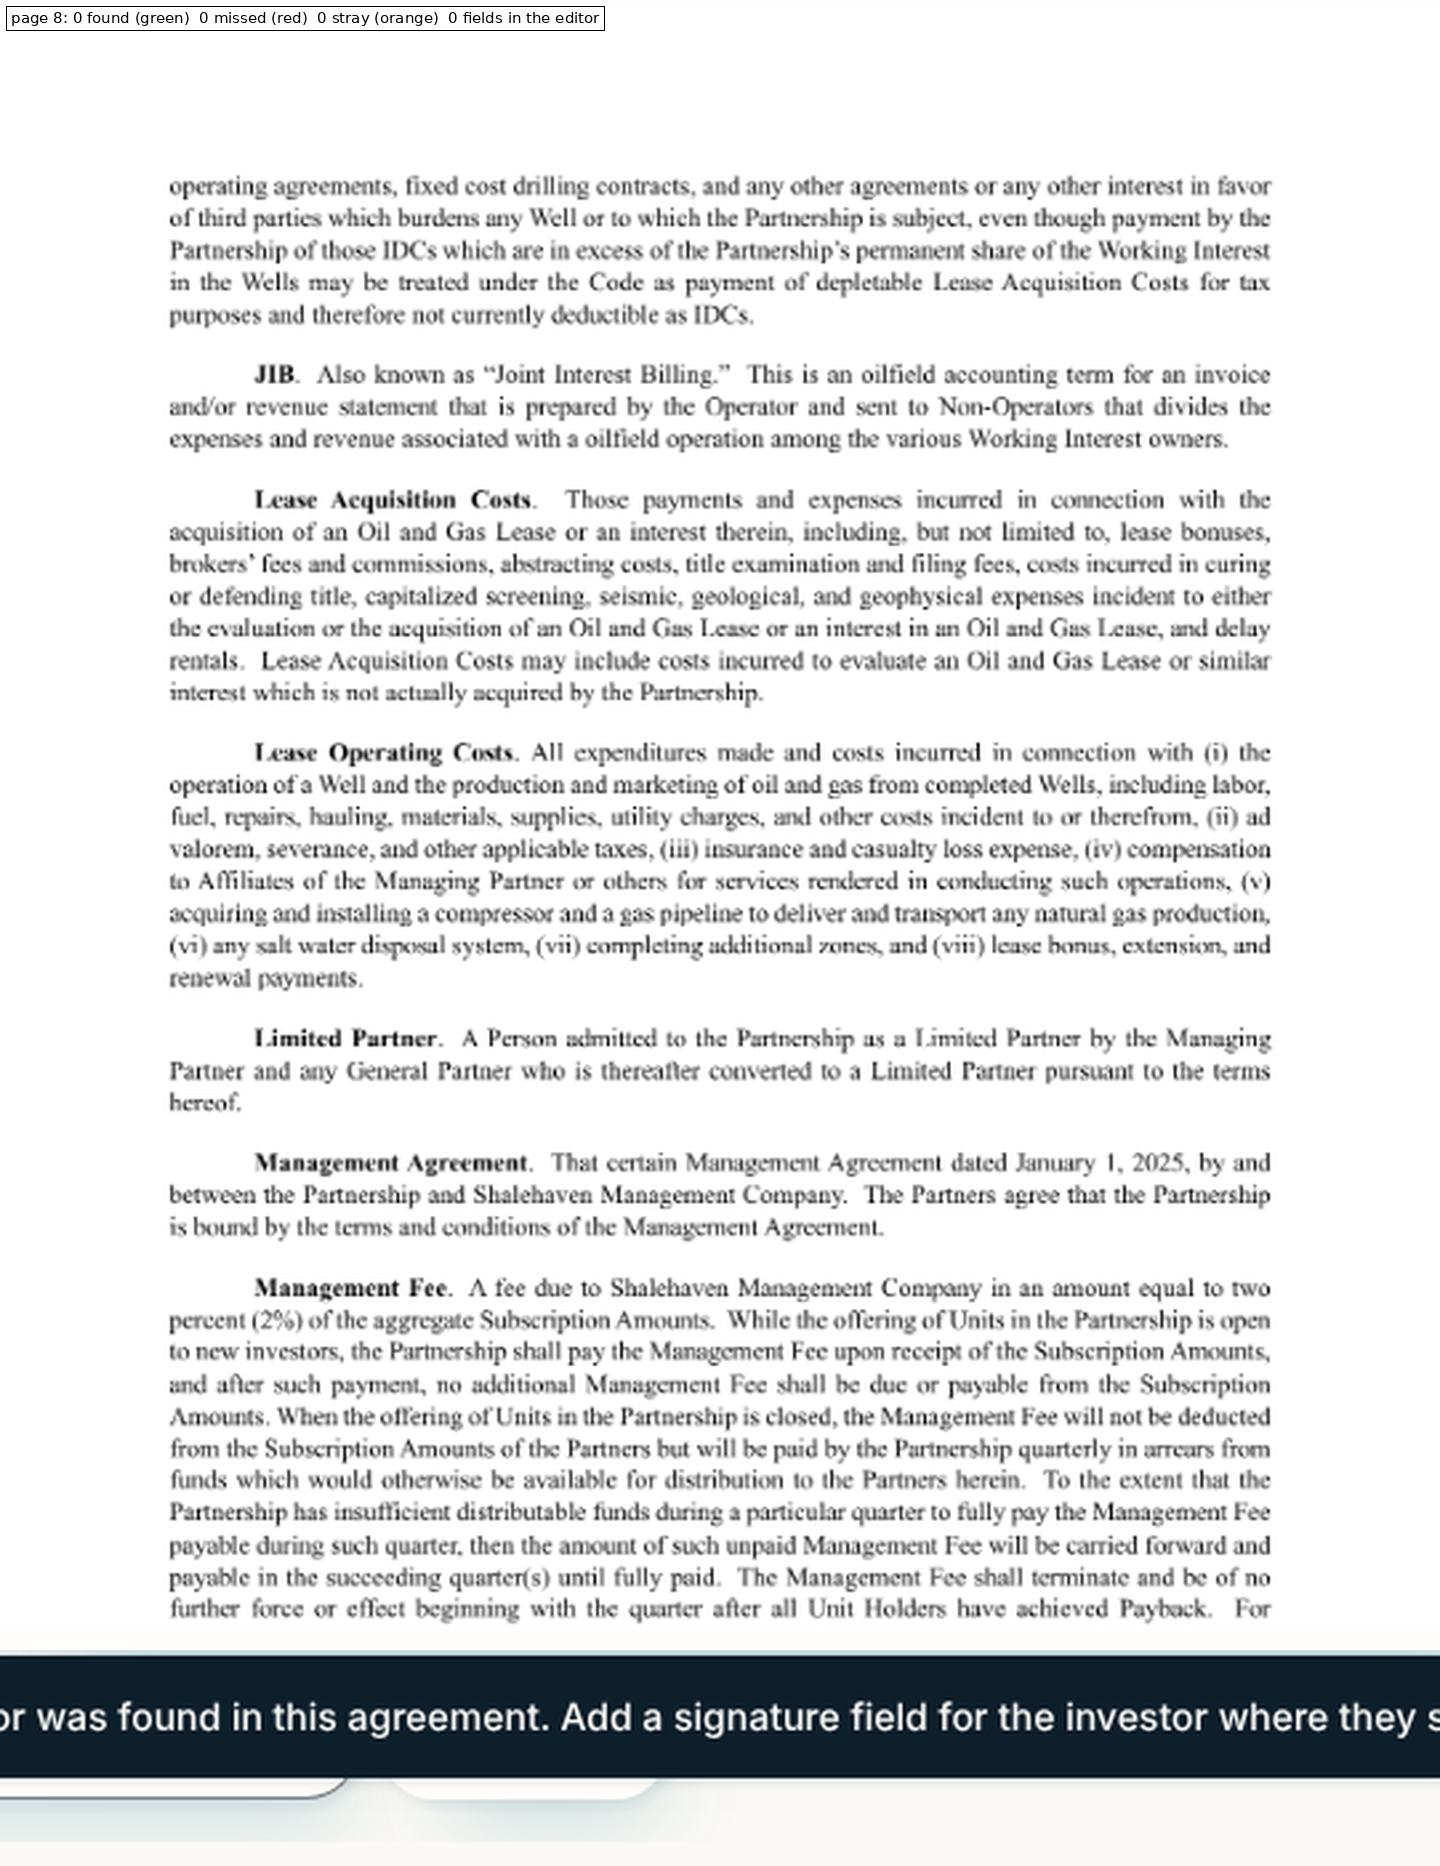 page 8: 0 found (green)  0 missed (red)  0 stray (orange)  0 fields in the editor
operating agreements, fixed cost drilling contracts, and any other agreements or any other interest in favor
of third parties which burdens any Well or to which the Partnership is subject, even though payment by the
Partnership of those IDCs which are in excess of the Partnership's permanent share of the Working Interest
in the Wells may be treated under the Code as payment of depletable Lease Acquisition Costs for tax
purposes and therefore not currently deductible as IDCs.
JIB.  Also known as “Joint Interest Billing.”  This is an oilfield accounting term for an invoice
and/or revenue statement that is prepared by the Operator and sent to Non-Operators that divides the
expenses and revenue associated with a oilfield operation among the various Working Interest owners.
Lease Acquisition Costs.  Those payments and expenses incurred in connection with the
acquisition of an Oil and Gas Lease or an interest therein, including, but not limited to, lease bonuses,
brokers’ fees and commissions, abstracting costs, title examination and filing fees, costs incurred in curing
or defending title, capitalized screening, seismic, geological, and geophysical expenses incident to either
the evaluation or the acquisition of an Oil and Gas Lease or an interest in an Oil and Gas Lease, and delay
rentals.  Lease Acquisition Costs may include costs incurred to evaluate an Oil and Gas Lease or similar
interest which is not actually acquired by the Partnership.
Lease Operating Costs. All expenditures made and costs incurred in connection with (i) the
operation of a Well and the production and marketing of oil and gas from completed Wells, including labor,
fuel, repairs, hauling, materials, supplies, utility charges, and other costs incident to or therefrom, (ii) ad
valorem, severance, and other applicable taxes, (iii) insurance and casualty loss expense, (iv) compensation
to Affiliates of the Managing Partner or others for services rendered in conducting such operations, (v)
acquiring and installing a compressor and a gas pipeline to deliver and transport any natural gas production,
(vi) any salt water disposal system, (vii) completing additional zones, and (viii) lease bonus, extension, and
renewal payments.
Limited Partner.  A Person admitted to the Partnership as a Limited Partner by the Managing
Partner and any General Partner who is thereafter converted to a Limited Partner pursuant to the terms
hereof.
Management Agreement.  That certain Management Agreement dated January 1, 2025, by and
between the Partnership and Shalehaven Management Company.  The Partners agree that the Partnership
is bound by the terms and conditions of the Management Agreement.
Management Fee.  A fee due to Shalehaven Management Company in an amount equal to two
percent (2%) of the aggregate Subscription Amounts.  While the offering of Units in the Partnership is open
to new investors, the Partnership shall pay the Management Fee upon receipt of the Subscription Amounts,
and after such payment, no additional Management Fee shall be due or payable from the Subscription
Amounts. When the offering of Units in the Partnership is closed, the Management Fee will not be deducted
from the Subscription Amounts of the Partners but will be paid by the Partnership quarterly in arrears from
funds which would otherwise be available for distribution to the Partners herein.  To the extent that the
Partnership has insufficient distributable funds during a particular quarter to fully pay the Management Fee
payable during such quarter, then the amount of such unpaid Management Fee will be carried forward and
payable in the succeeding quarter(s) until fully paid.  The Management Fee shall terminate and be of no
further force or effect beginning with the quarter after all Unit Holders have achieved Payback.  For
or was found in this agreement. Add a signature field for the investor where they s